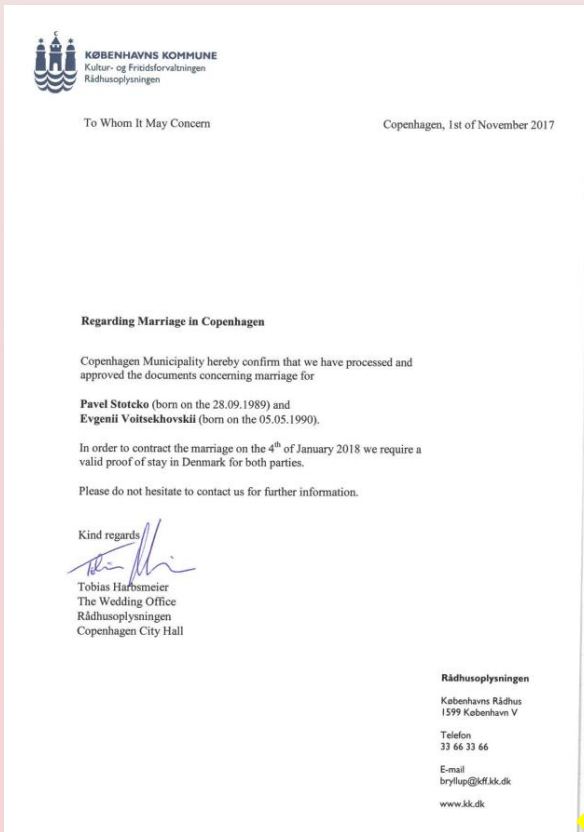 KØBENHAVNS KOMMUNE
Kultur- og Fritidsforvaltningen
Rådhusoplysningen
To Whom It May Concern
Copenhagen, 1st of November 2017
Regarding Marriage in Copenhagen
Copenhagen Municipality hereby confirm that we have processed and
approved the documents concerning marriage for
Pavel Stotcko (born on the 28.09.1989) and
Evgenii Voitsekhovskii (born on the 05.05.1990).
In order to contract the marriage on the 4th of January 2018 we require a
valid proof of stay in Denmark for both parties.
Please do not hesitate to contact us for further information.
Kind regards
Tobias Harbsmeier
The Wedding Office
Rådhusoplysningen
Copenhagen City Hall
Rådhusoplysningen
Københavns Rådhus
1599 København V
Telefon
33 66 33 66
E-mail
bryllup@kff.kk.dk
www.kk.dk